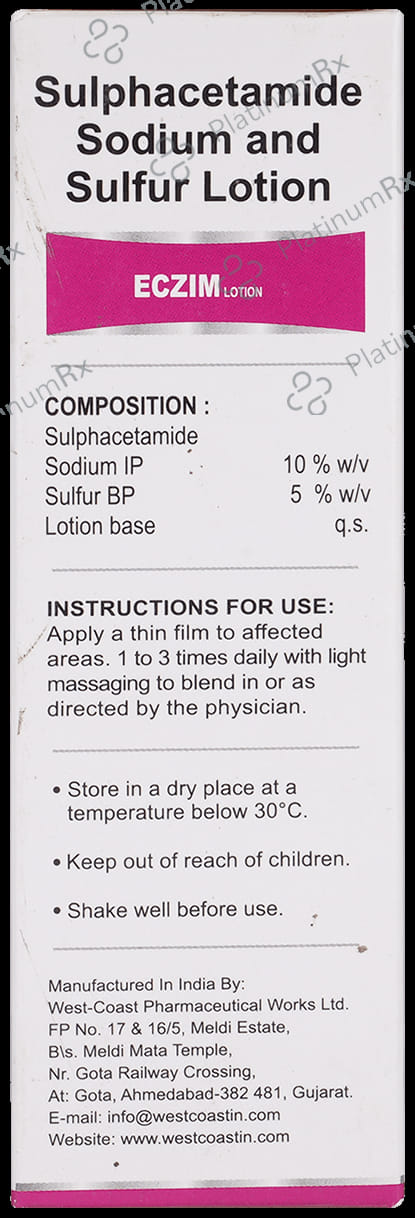 Sulphacetamide
Sodium and
Sulfur Lotion
ECZIM LOTION
COMPOSITION :
Sulphacetamide
Sodium IP 10 % w/v
Sulfur BP 5 % w/v
Lotion base q.s.
INSTRUCTIONS FOR USE:
Apply a thin film to affected
areas. 1 to 3 times daily with light
massaging to blend in or as
directed by the physician.
• Store in a dry place at a
temperature below 30°C.
• Keep out of reach of children.
• Shake well before use.
Manufactured In India By:
West-Coast Pharmaceutical Works Ltd.
FP No. 17 & 16/5, Meldi Estate,
B\s. Meldi Mata Temple,
Nr. Gota Railway Crossing,
At: Gota, Ahmedabad-382 481, Gujarat.
E-mail: info@westcoastin.com
Website: www.westcoastin.com
PlatinumRx
PlatinumRx
PlatinumRx